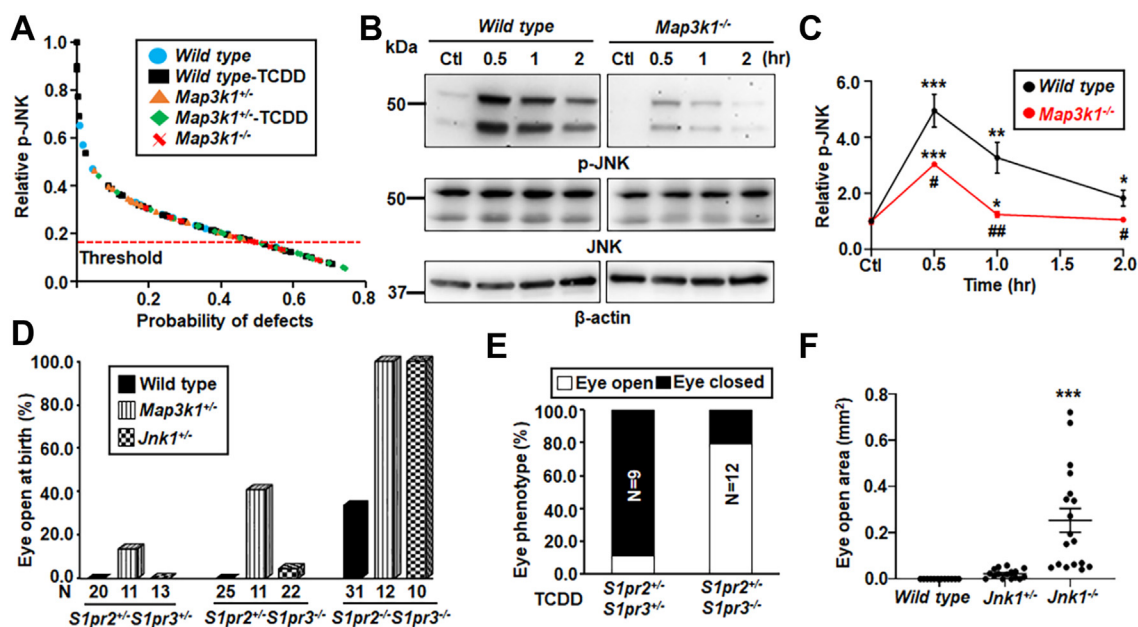 A
Relative p-JNK
1.0
0.8
0.6
0.4
0.2
0.0
Wild type
Wild type-TCDD
Map3k1+/-
Map3k1+/--TCDD
Map3k1-/-
Threshold
0.2 0.4 0.6 0.8
Probability of defects
B
Wild type Map3k1-/-
kDa Ctl 0.5 1 2 Ctl 0.5 1 2 (hr)
50
p-JNK
50
JNK
37
β-actin
C
Relative p-JNK
6.0
4.0
2.0
0.0
Wild type
Map3k1-/-
***
**
*
***
#
*
##
#
Ctl 0.5 1.0 1.5 2.0
Time (hr)
D
Eye open at birth (%)
100.0
80.0
60.0
40.0
20.0
0.0
Wild type
Map3k1+/-
Jnk1+/-
N 20 11 13 25 11 22 31 12 10
S1pr2+/-S1pr3+/- S1pr2+/-S1pr3-/- S1pr2-/-S1pr3-/-
E
Eye open Eye closed
Eye phenotype (%)
100.0
80.0
60.0
40.0
20.0
0.0
N=9
N=12
TCDD S1pr2+/- S1pr2+/-
S1pr3+/- S1pr3-/-
F
Eye open area (mm2)
0.8
0.6
0.4
0.2
0
***
Wild type Jnk1+/- Jnk1-/-